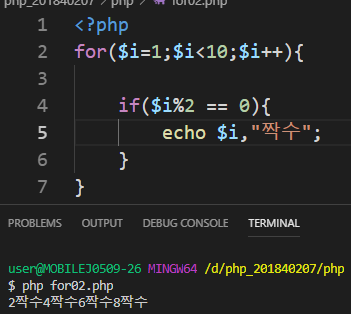 php_201840207 > php > for02.php
1 <?php
2 for($i=1;$i<10;$i++){
3
4 if($i%2 == 0){
5 echo $i,"짝수";
6 }
7 }
PROBLEMS OUTPUT DEBUG CONSOLE TERMINAL
user@MOBILEJ0509-26 MINGW64 /d/php_201840207/php
$ php for02.php
2짝수4짝수6짝수8짝수